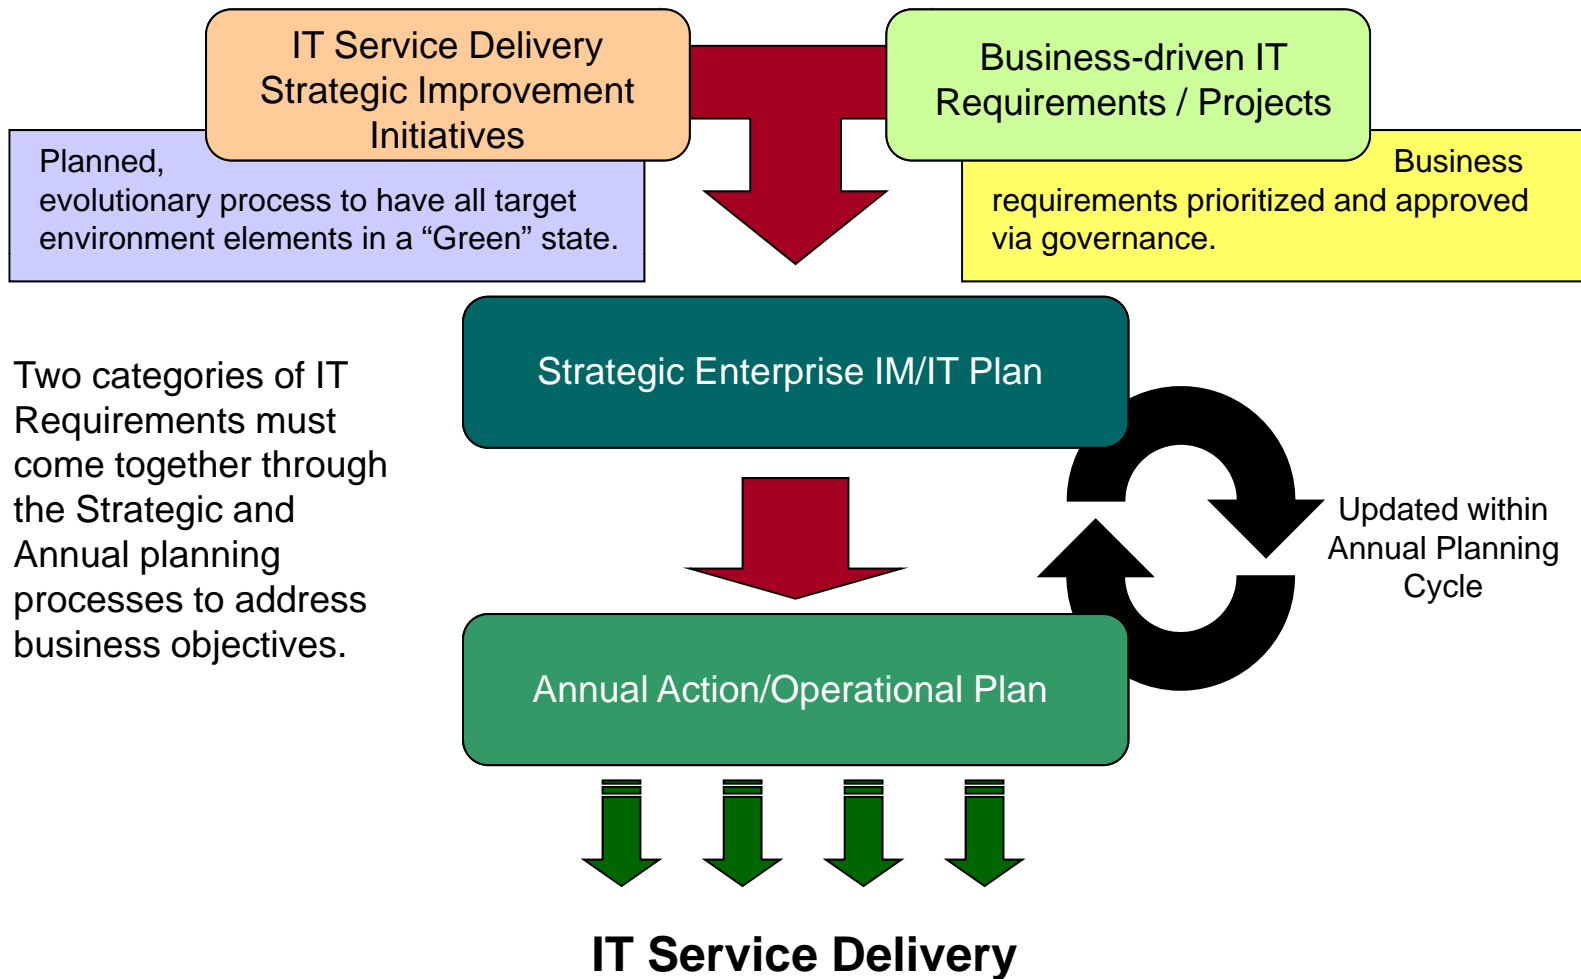 IT Service Delivery
Strategic Improvement
Initiatives
Business-driven IT
Requirements / Projects
Planned,
evolutionary process to have all target
environment elements in a “Green” state.
Business
requirements prioritized and approved
via governance.
Strategic Enterprise IM/IT Plan
Two categories of IT
Requirements must
come together through
the Strategic and
Annual planning
processes to address
business objectives.
Updated within
Annual Planning
Cycle
Annual Action/Operational Plan
IT Service Delivery